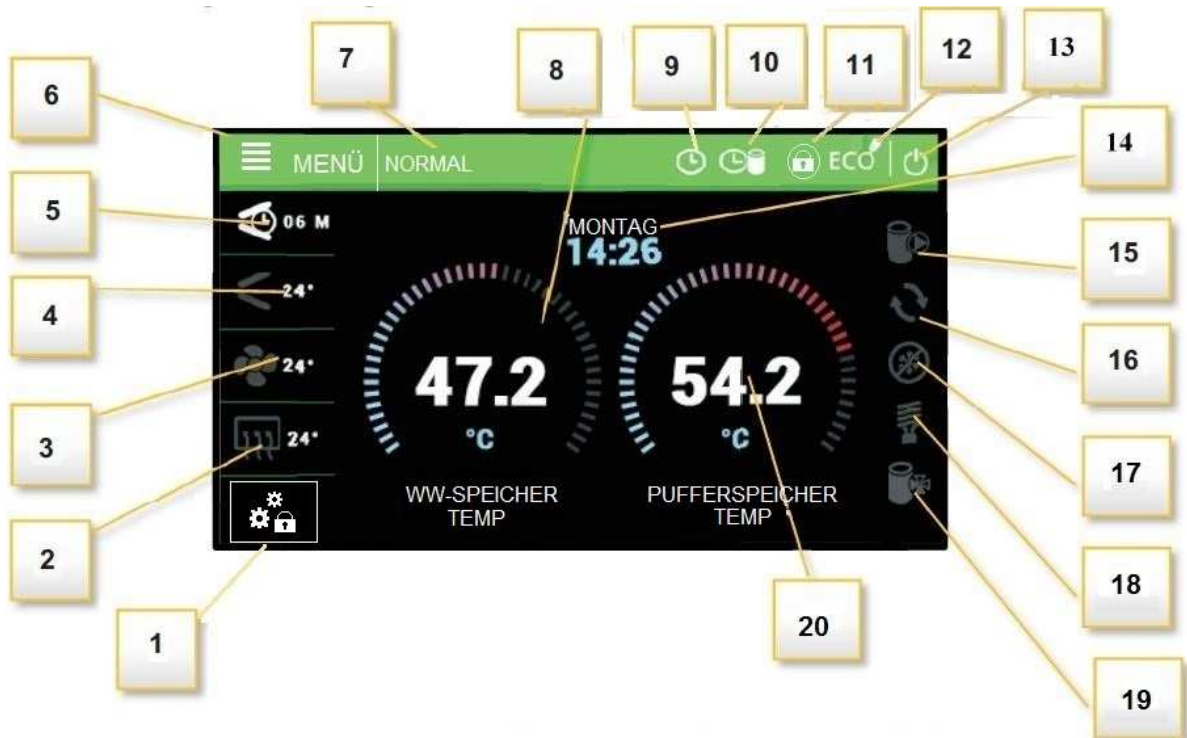 7
8
9
10
11
12
13
6
14
MENÜ NORMAL ECO
5
06 M
MONTAG
14:26
15
4
24°
24°
47.2
54.2
16
3
24°
°C
°C
17
WW-SPEICHER
TEMP
PUFFERSPEICHER
TEMP
2
18
1
20
19